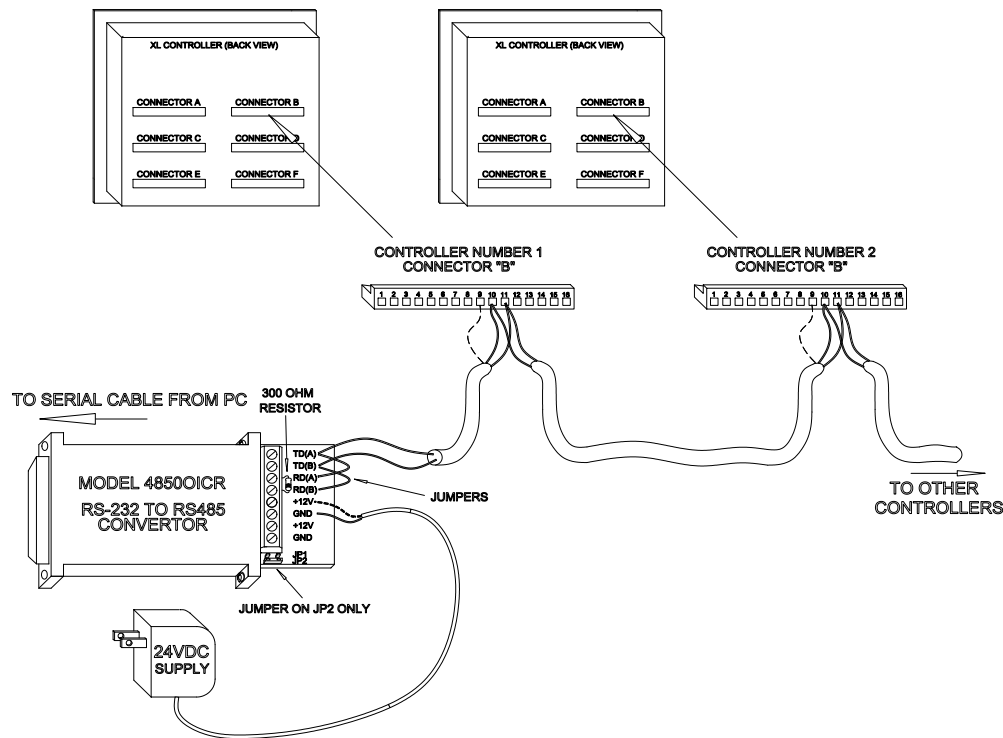 XL CONTROLLER (BACK VIEW)
CONNECTOR A
CONNECTOR B
CONNECTOR C
CONNECTOR D
CONNECTOR E
CONNECTOR F
XL CONTROLLER (BACK VIEW)
CONNECTOR A
CONNECTOR B
CONNECTOR C
CONNECTOR D
CONNECTOR E
CONNECTOR F
CONTROLLER NUMBER 1
CONNECTOR "B"
1 2 3 4 5 6 7 8 9 10 11 12 13 14 15 16
CONTROLLER NUMBER 2
CONNECTOR "B"
1 2 3 4 5 6 7 8 9 10 11 12 13 14 15 16
TO SERIAL CABLE FROM PC
300 OHM
RESISTOR
MODEL 485OOICR
RS-232 TO RS485
CONVERTOR
TD(A)
TD(B)
RD(A)
RD(B)
+12V
GND
+12V
GND
JP1
JP2
JUMPERS
TO OTHER
CONTROLLERS
JUMPER ON JP2 ONLY
24VDC
SUPPLY